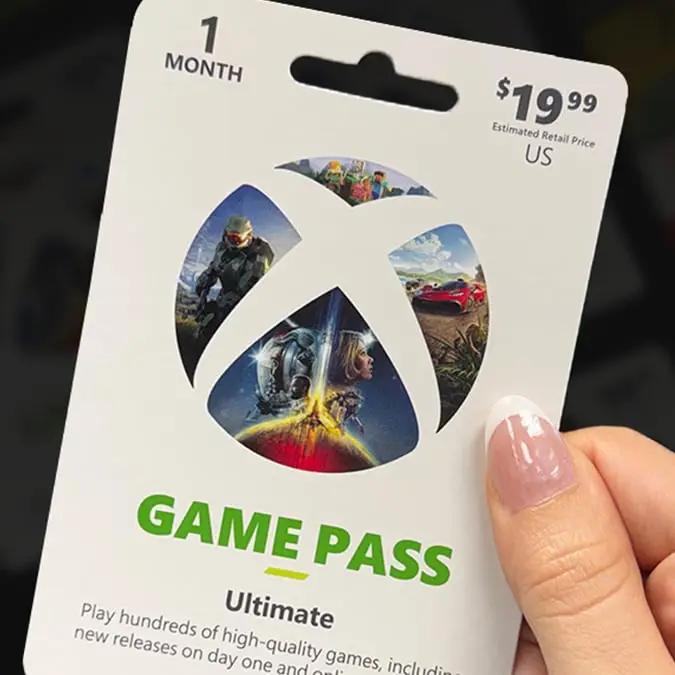 1
MONTH
$19.99
Estimated Retail Price
US
GAME PASS
Ultimate
Play hundreds of high-quality games,
new releases on day one and